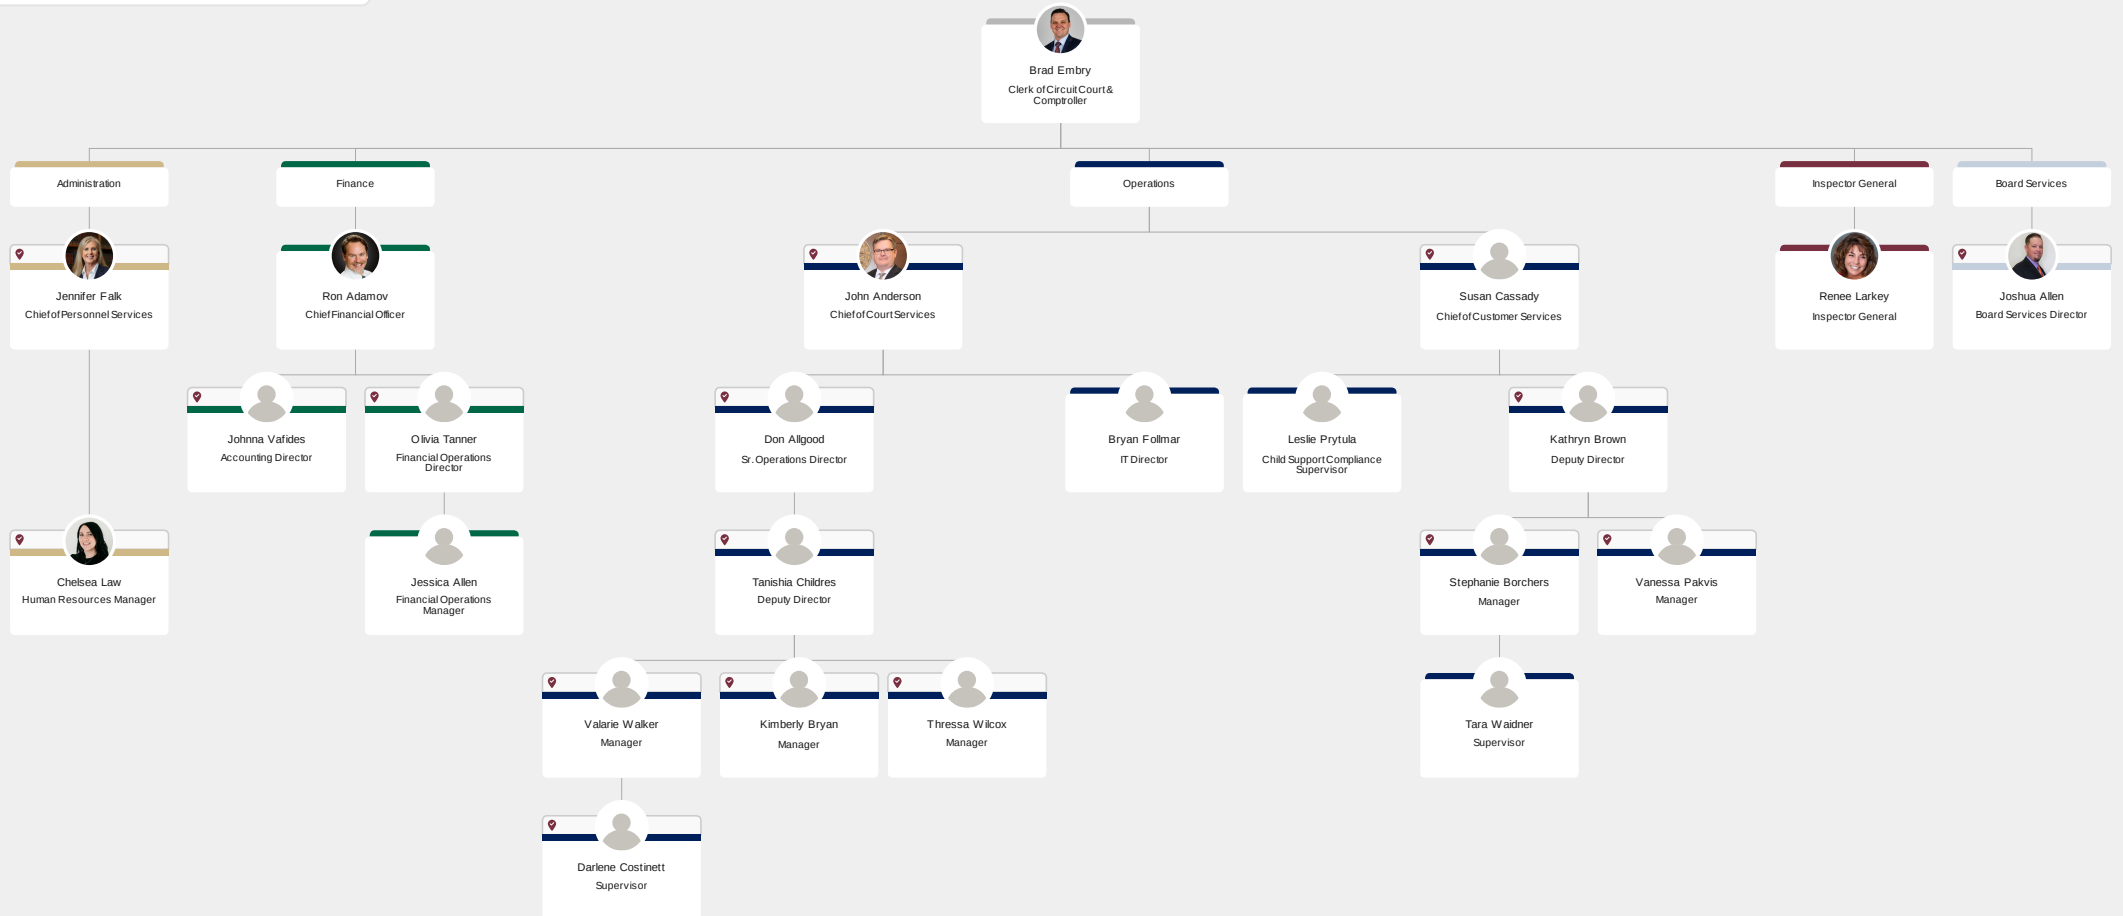 Brad Embry
Clerk of Circuit Court &
Comptroller
Administration
Finance
Operations
Inspector General
Board Services
Jennifer Falk
Chief of Personnel Services
Ron Adamov
Chief Financial Officer
John Anderson
Chief of Court Services
Susan Cassady
Chief of Customer Services
Renee Larkey
Inspector General
Joshua Allen
Board Services Director
Johnna Vafides
Accounting Director
Olivia Tanner
Financial Operations
Director
Don Allgood
Sr. Operations Director
Bryan Follmar
IT Director
Leslie Prytula
Child Support Compliance
Supervisor
Kathryn Brown
Deputy Director
Chelsea Law
Human Resources Manager
Jessica Allen
Financial Operations
Manager
Tanishia Childres
Deputy Director
Stephanie Borchers
Manager
Vanessa Pakvis
Manager
Valarie Walker
Manager
Kimberly Bryan
Manager
Thressa Wilcox
Manager
Tara Waidner
Supervisor
Darlene Costinett
Supervisor